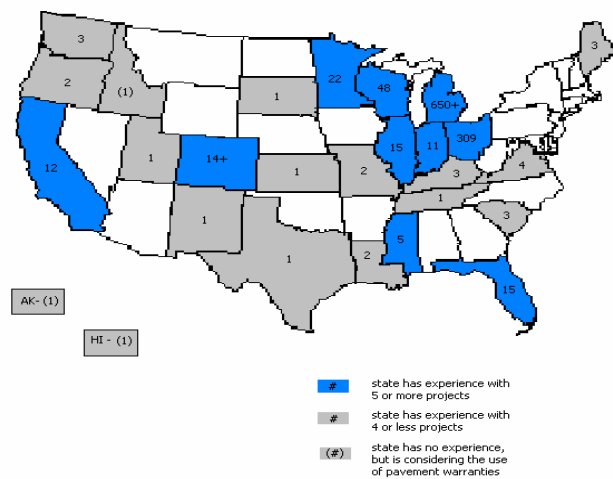 3
3
2
(1)
1
22
48
650+
1
14+
12
1
2
15
11
309
3
4
1
3
1
1
2
5
15
AK- (1)
HI - (1)
# state has experience with
5 or more projects
# state has experience with
4 or less projects
(#) state has no experience,
but is considering the use
of pavement warranties